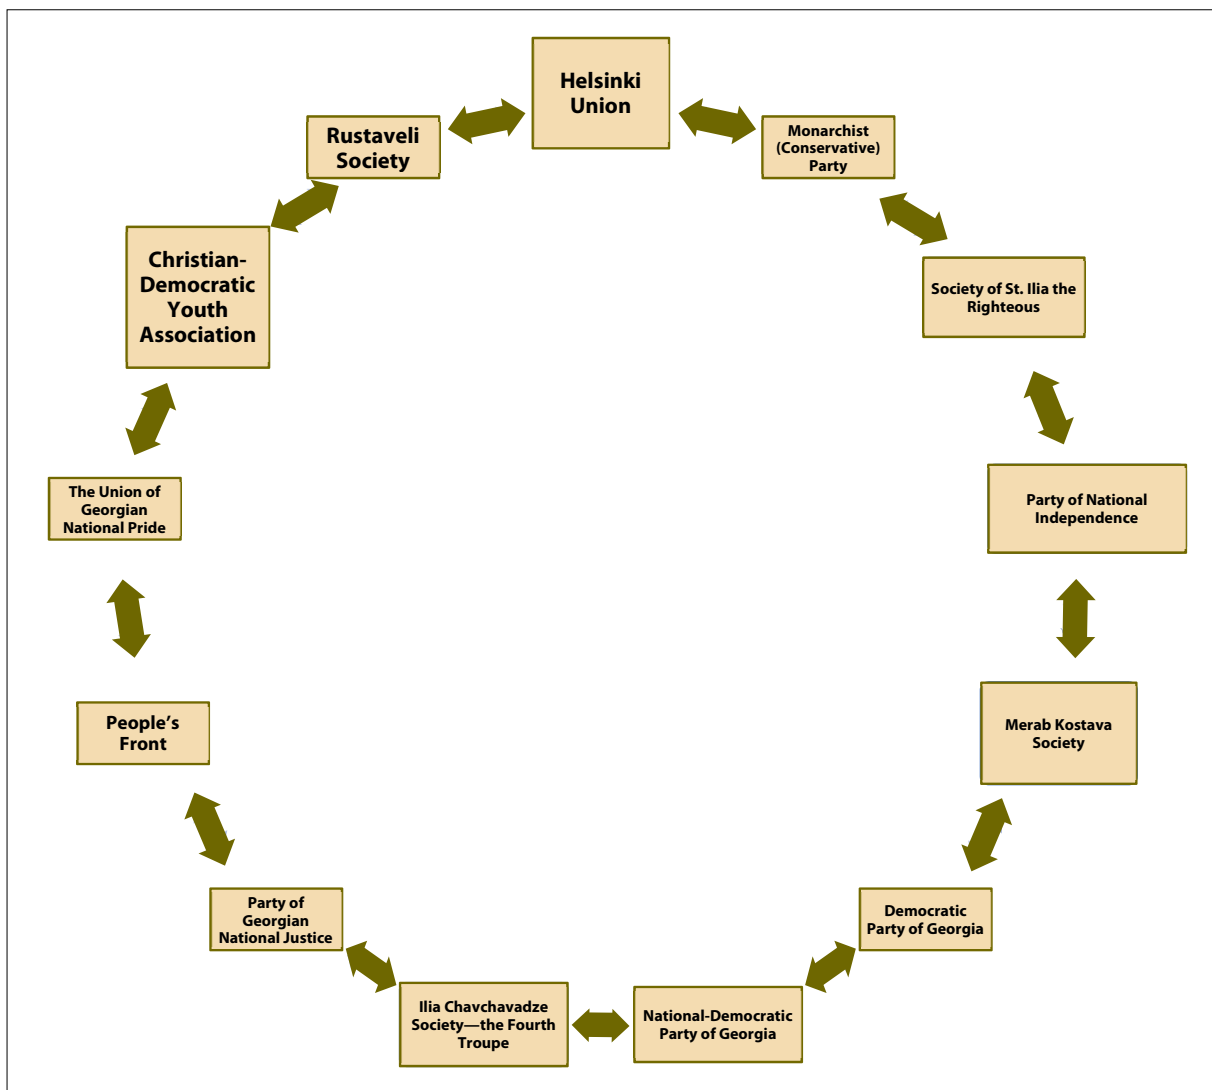 Helsinki
Union
Rustaveli
Society
Monarchist
(Conservative)
Party
Christian-
Democratic
Youth
Association
Society of St. Ilia the
Righteous
The Union of
Georgian
National Pride
Party of National
Independence
People’s
Front
Merab Kostava
Society
Party of
Georgian
National Justice
Democratic
Party of Georgia
Ilia Chavchavadze
Society—the Fourth
Troupe
National-Democratic
Party of Georgia